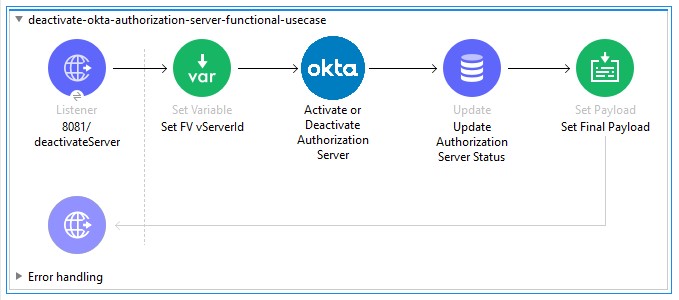 deactivate-okta-authorization-server-functional-usecase
var
okta
Listener
8081/
deactivateServer
Set Variable
Set FV vServerId
Activate or
Deactivate
Authorization
Server
Update
Update
Authorization
Server Status
Set Payload
Set Final Payload
Error handling